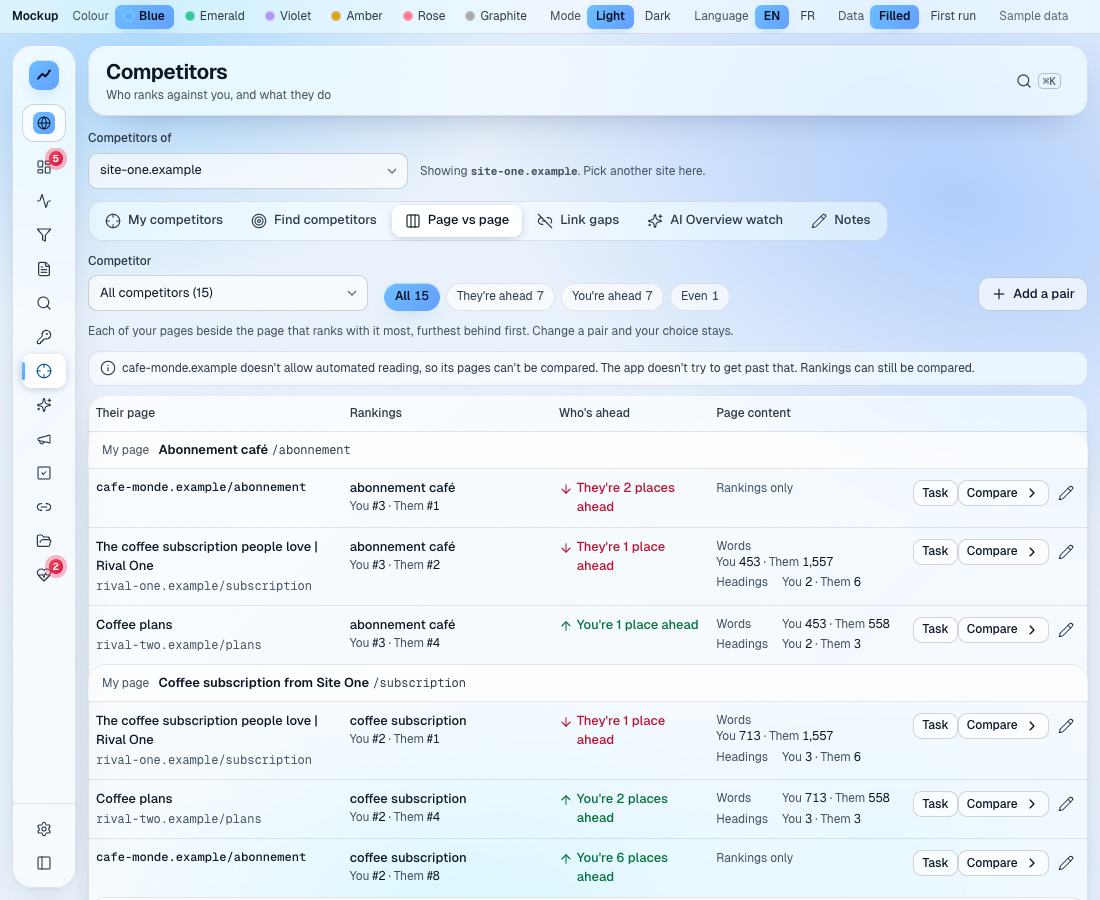 Mockup Colour Blue Emerald Violet Amber Rose Graphite Mode Light Dark Language EN FR Data Filled First run Sample data
Competitors
Who ranks against you, and what they do
⌘K
5
2
Competitors of
site-one.example
Showing site-one.example. Pick another site here.
My competitors Find competitors Page vs page Link gaps AI Overview watch Notes
Competitor
All competitors (15)
All 15 They're ahead 7 You're ahead 7 Even 1
Add a pair
Each of your pages beside the page that ranks with it most, furthest behind first. Change a pair and your choice stays.
cafe-monde.example doesn't allow automated reading, so its pages can't be compared. The app doesn't try to get past that. Rankings can still be compared.
Their page Rankings Who's ahead Page content
My page Abonnement café /abonnement
cafe-monde.example/abonnement
abonnement café
You #3 · Them #1
They're 2 places
ahead
Rankings only
Task Compare
The coffee subscription people love |
Rival One
rival-one.example/subscription
abonnement café
You #3 · Them #2
They're 1 place
ahead
Words
You 453 · Them 1,557
Headings You 2 · Them 6
Task Compare
Coffee plans
rival-two.example/plans
abonnement café
You #3 · Them #4
You're 1 place ahead
Words You 453 · Them 558
Headings You 2 · Them 3
Task Compare
My page Coffee subscription from Site One /subscription
The coffee subscription people love |
Rival One
rival-one.example/subscription
coffee subscription
You #2 · Them #1
They're 1 place
ahead
Words
You 713 · Them 1,557
Headings You 3 · Them 6
Task Compare
Coffee plans
rival-two.example/plans
coffee subscription
You #2 · Them #4
You're 2 places
ahead
Words You 713 · Them 558
Headings You 3 · Them 3
Task Compare
cafe-monde.example/abonnement
coffee subscription
You #2 · Them #8
You're 6 places
ahead
Rankings only
Task Compare